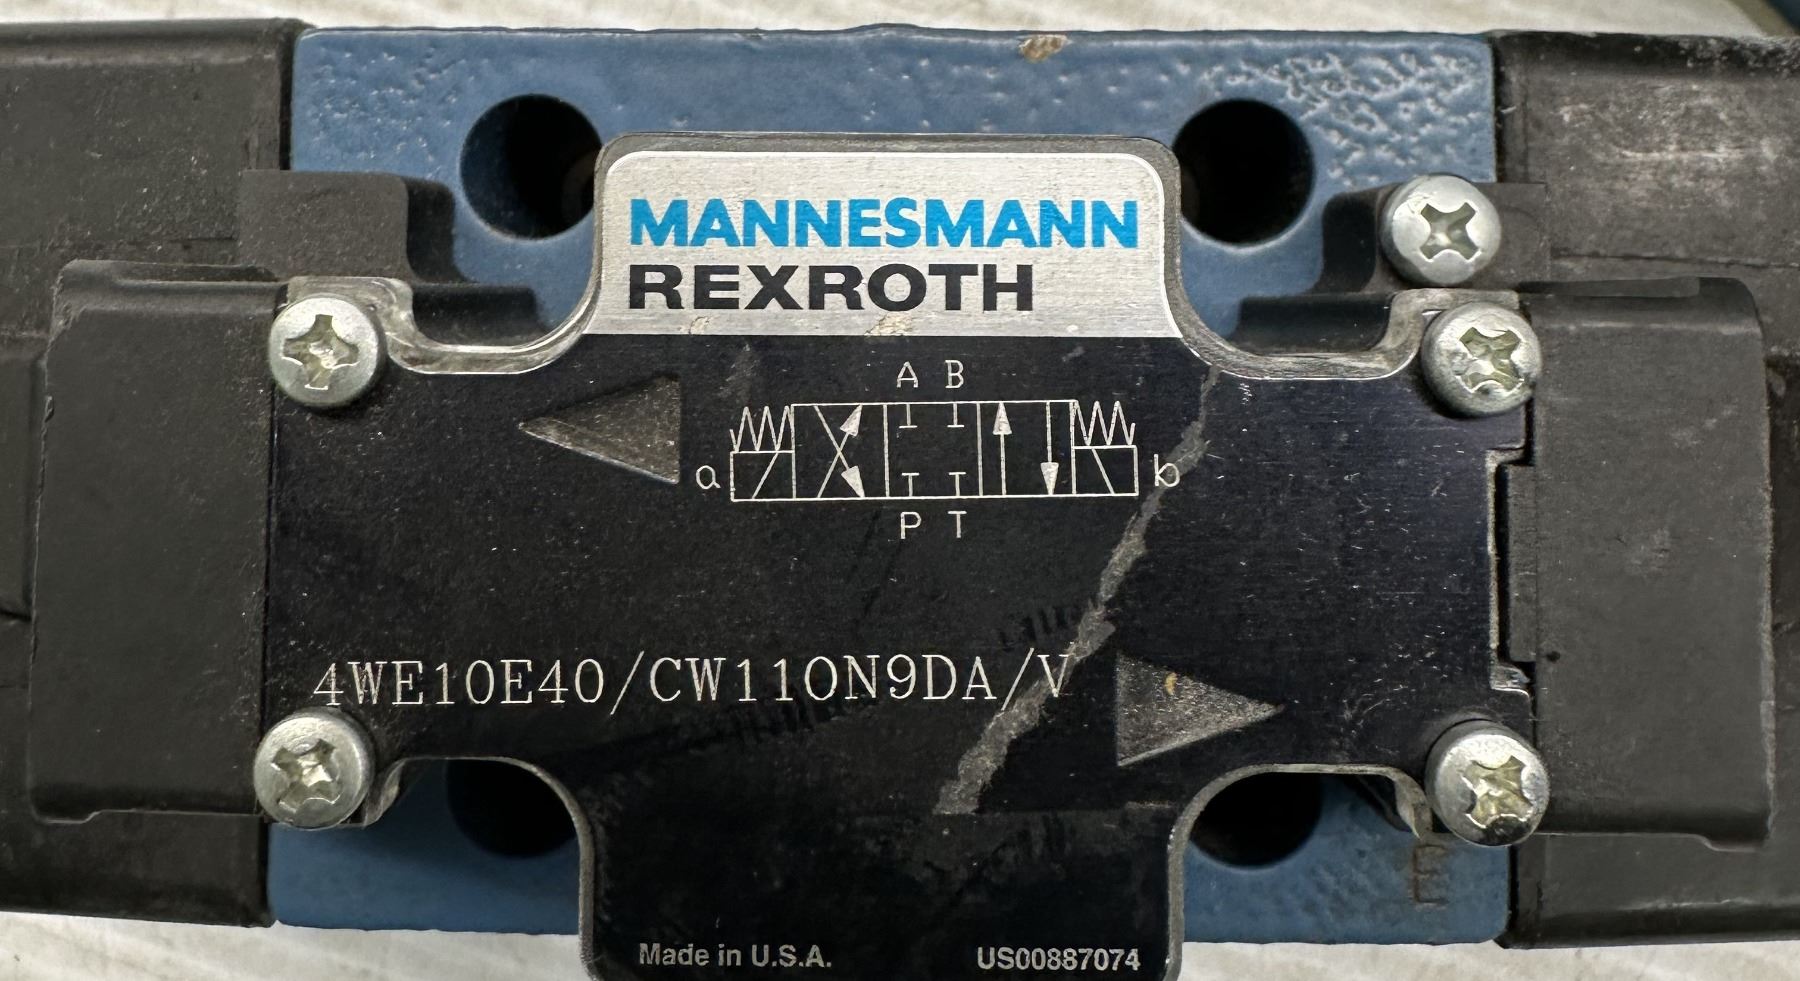 MANNESMANN
REXROTH
A B
a b
P T
4WE10E40/CW110N9DA/V
Made in U.S.A. US00887074
E